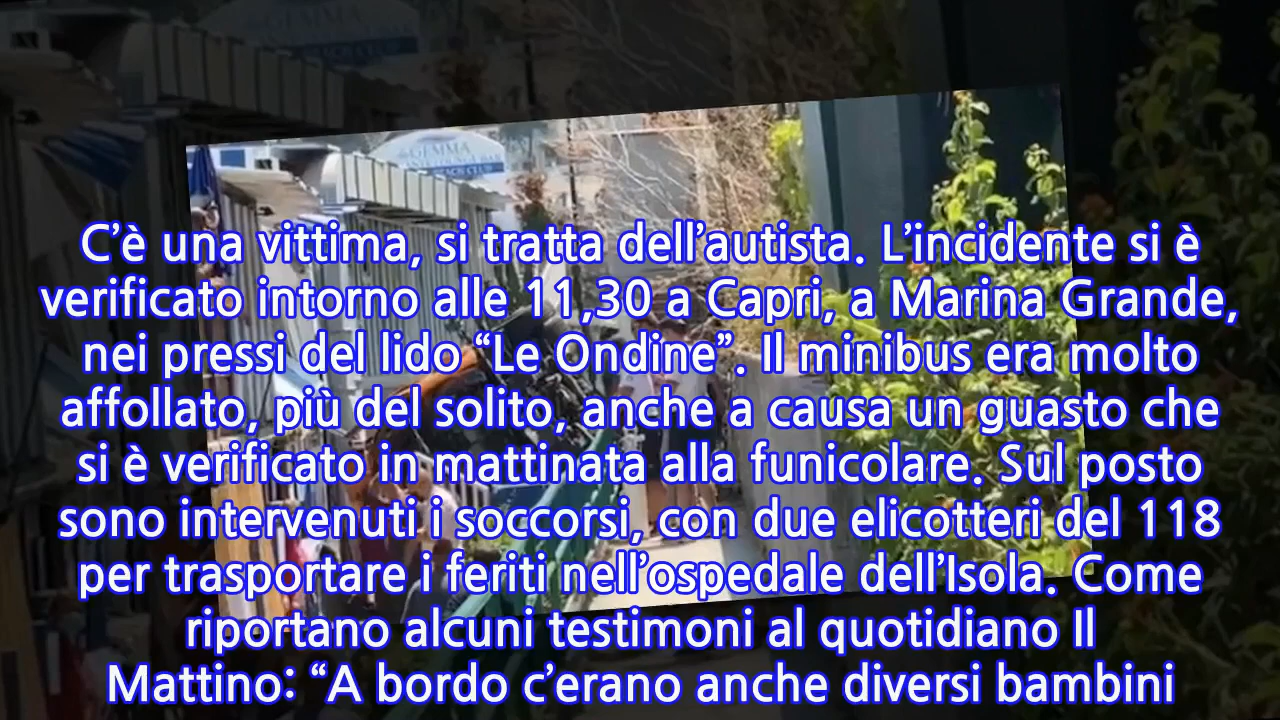 GEMMA
BEACH CLUB
C’è una vittima, si tratta dell’autista. L’incidente si è
verificato intorno alle 11,30 a Capri, a Marina Grande,
nei pressi del lido “Le Ondine”. Il minibus era molto
affollato, più del solito, anche a causa un guasto che
si è verificato in mattinata alla funicolare. Sul posto
sono intervenuti i soccorsi, con due elicotteri del 118
per trasportare i feriti nell’ospedale dell’Isola. Come
riportano alcuni testimoni al quotidiano Il
Mattino: “A bordo c’erano anche diversi bambini